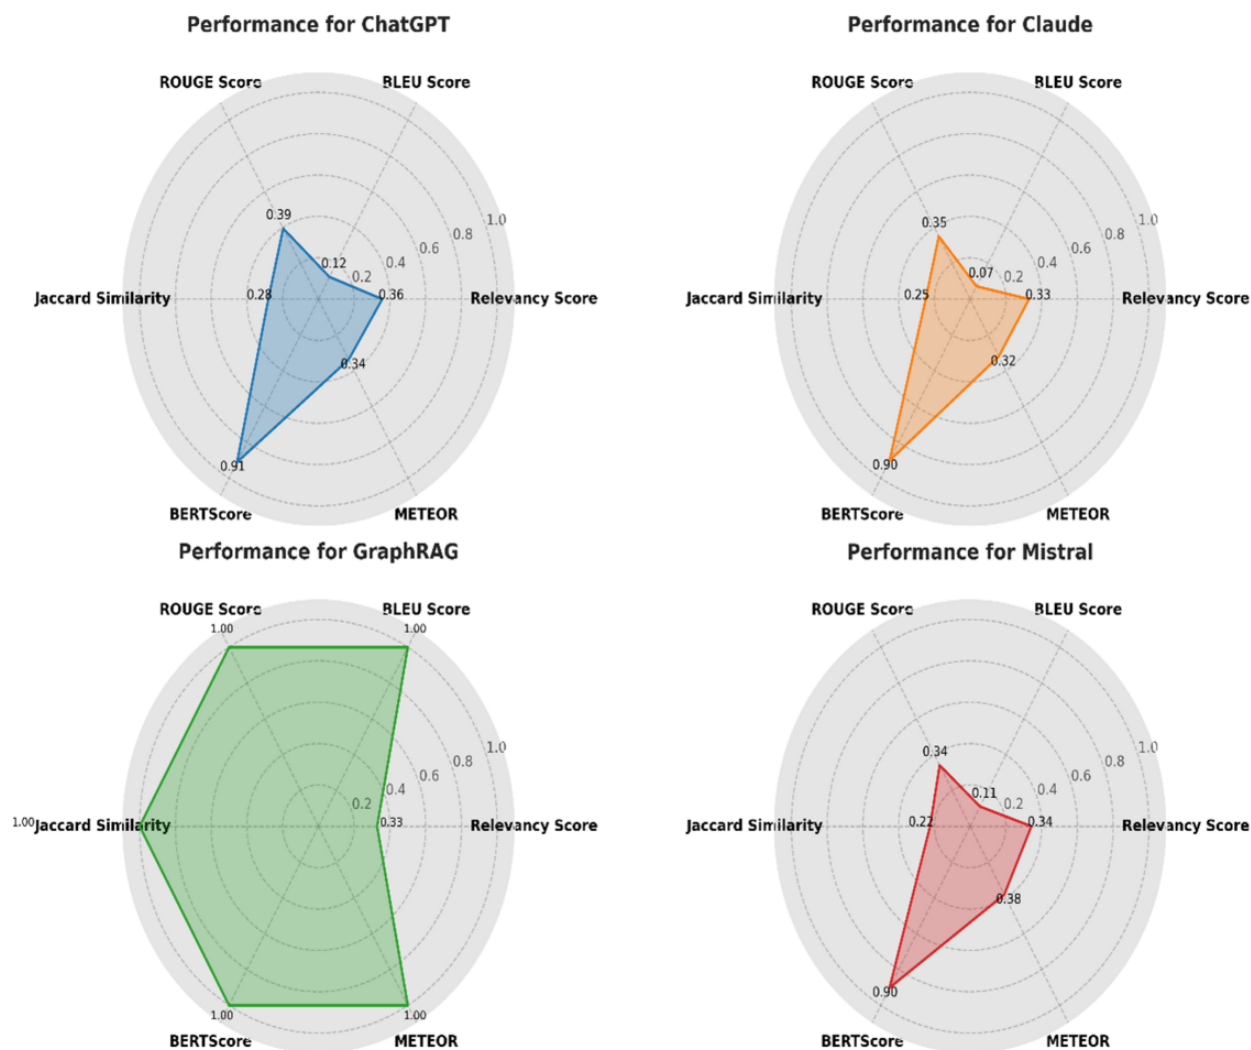 Performance for ChatGPT
ROUGE Score
BLEU Score
1.0
0.39
0.8
0.6
0.12
0.4
0.2
Jaccard Similarity
0.28
0.36
Relevancy Score
0.34
0.91
BERTScore
METEOR
Performance for Claude
ROUGE Score
BLEU Score
1.0
0.35
0.8
0.6
0.4
0.07
0.2
Jaccard Similarity
0.25
0.33
Relevancy Score
0.32
0.90
BERTScore
METEOR
Performance for GraphRAG
ROUGE Score
BLEU Score
1.00
1.00
1.0
0.8
0.6
0.4
0.2
1.00
Jaccard Similarity
0.33
Relevancy Score
1.00
1.00
BERTScore
METEOR
Performance for Mistral
ROUGE Score
BLEU Score
1.0
0.34
0.8
0.6
0.4
0.11
0.2
Jaccard Similarity
0.22
0.34
Relevancy Score
0.38
0.90
BERTScore
METEOR